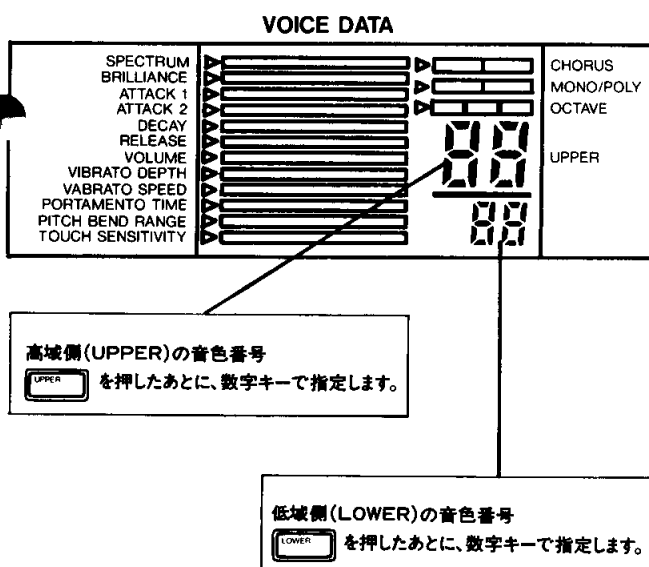 VOICE DATA
SPECTRUM
BRILLIANCE
ATTACK 1
ATTACK 2
DECAY
RELEASE
VOLUME
VIBRATO DEPTH
VABRATO SPEED
PORTAMENTO TIME
PITCH BEND RANGE
TOUCH SENSITIVITY
CHORUS
MONO/POLY
OCTAVE
88
UPPER
88
高域側(UPPER)の音色番号
UPPER を押したあとに、数字キーで指定します。
低域側(LOWER)の音色番号
LOWER を押したあとに、数字キーで指定します。